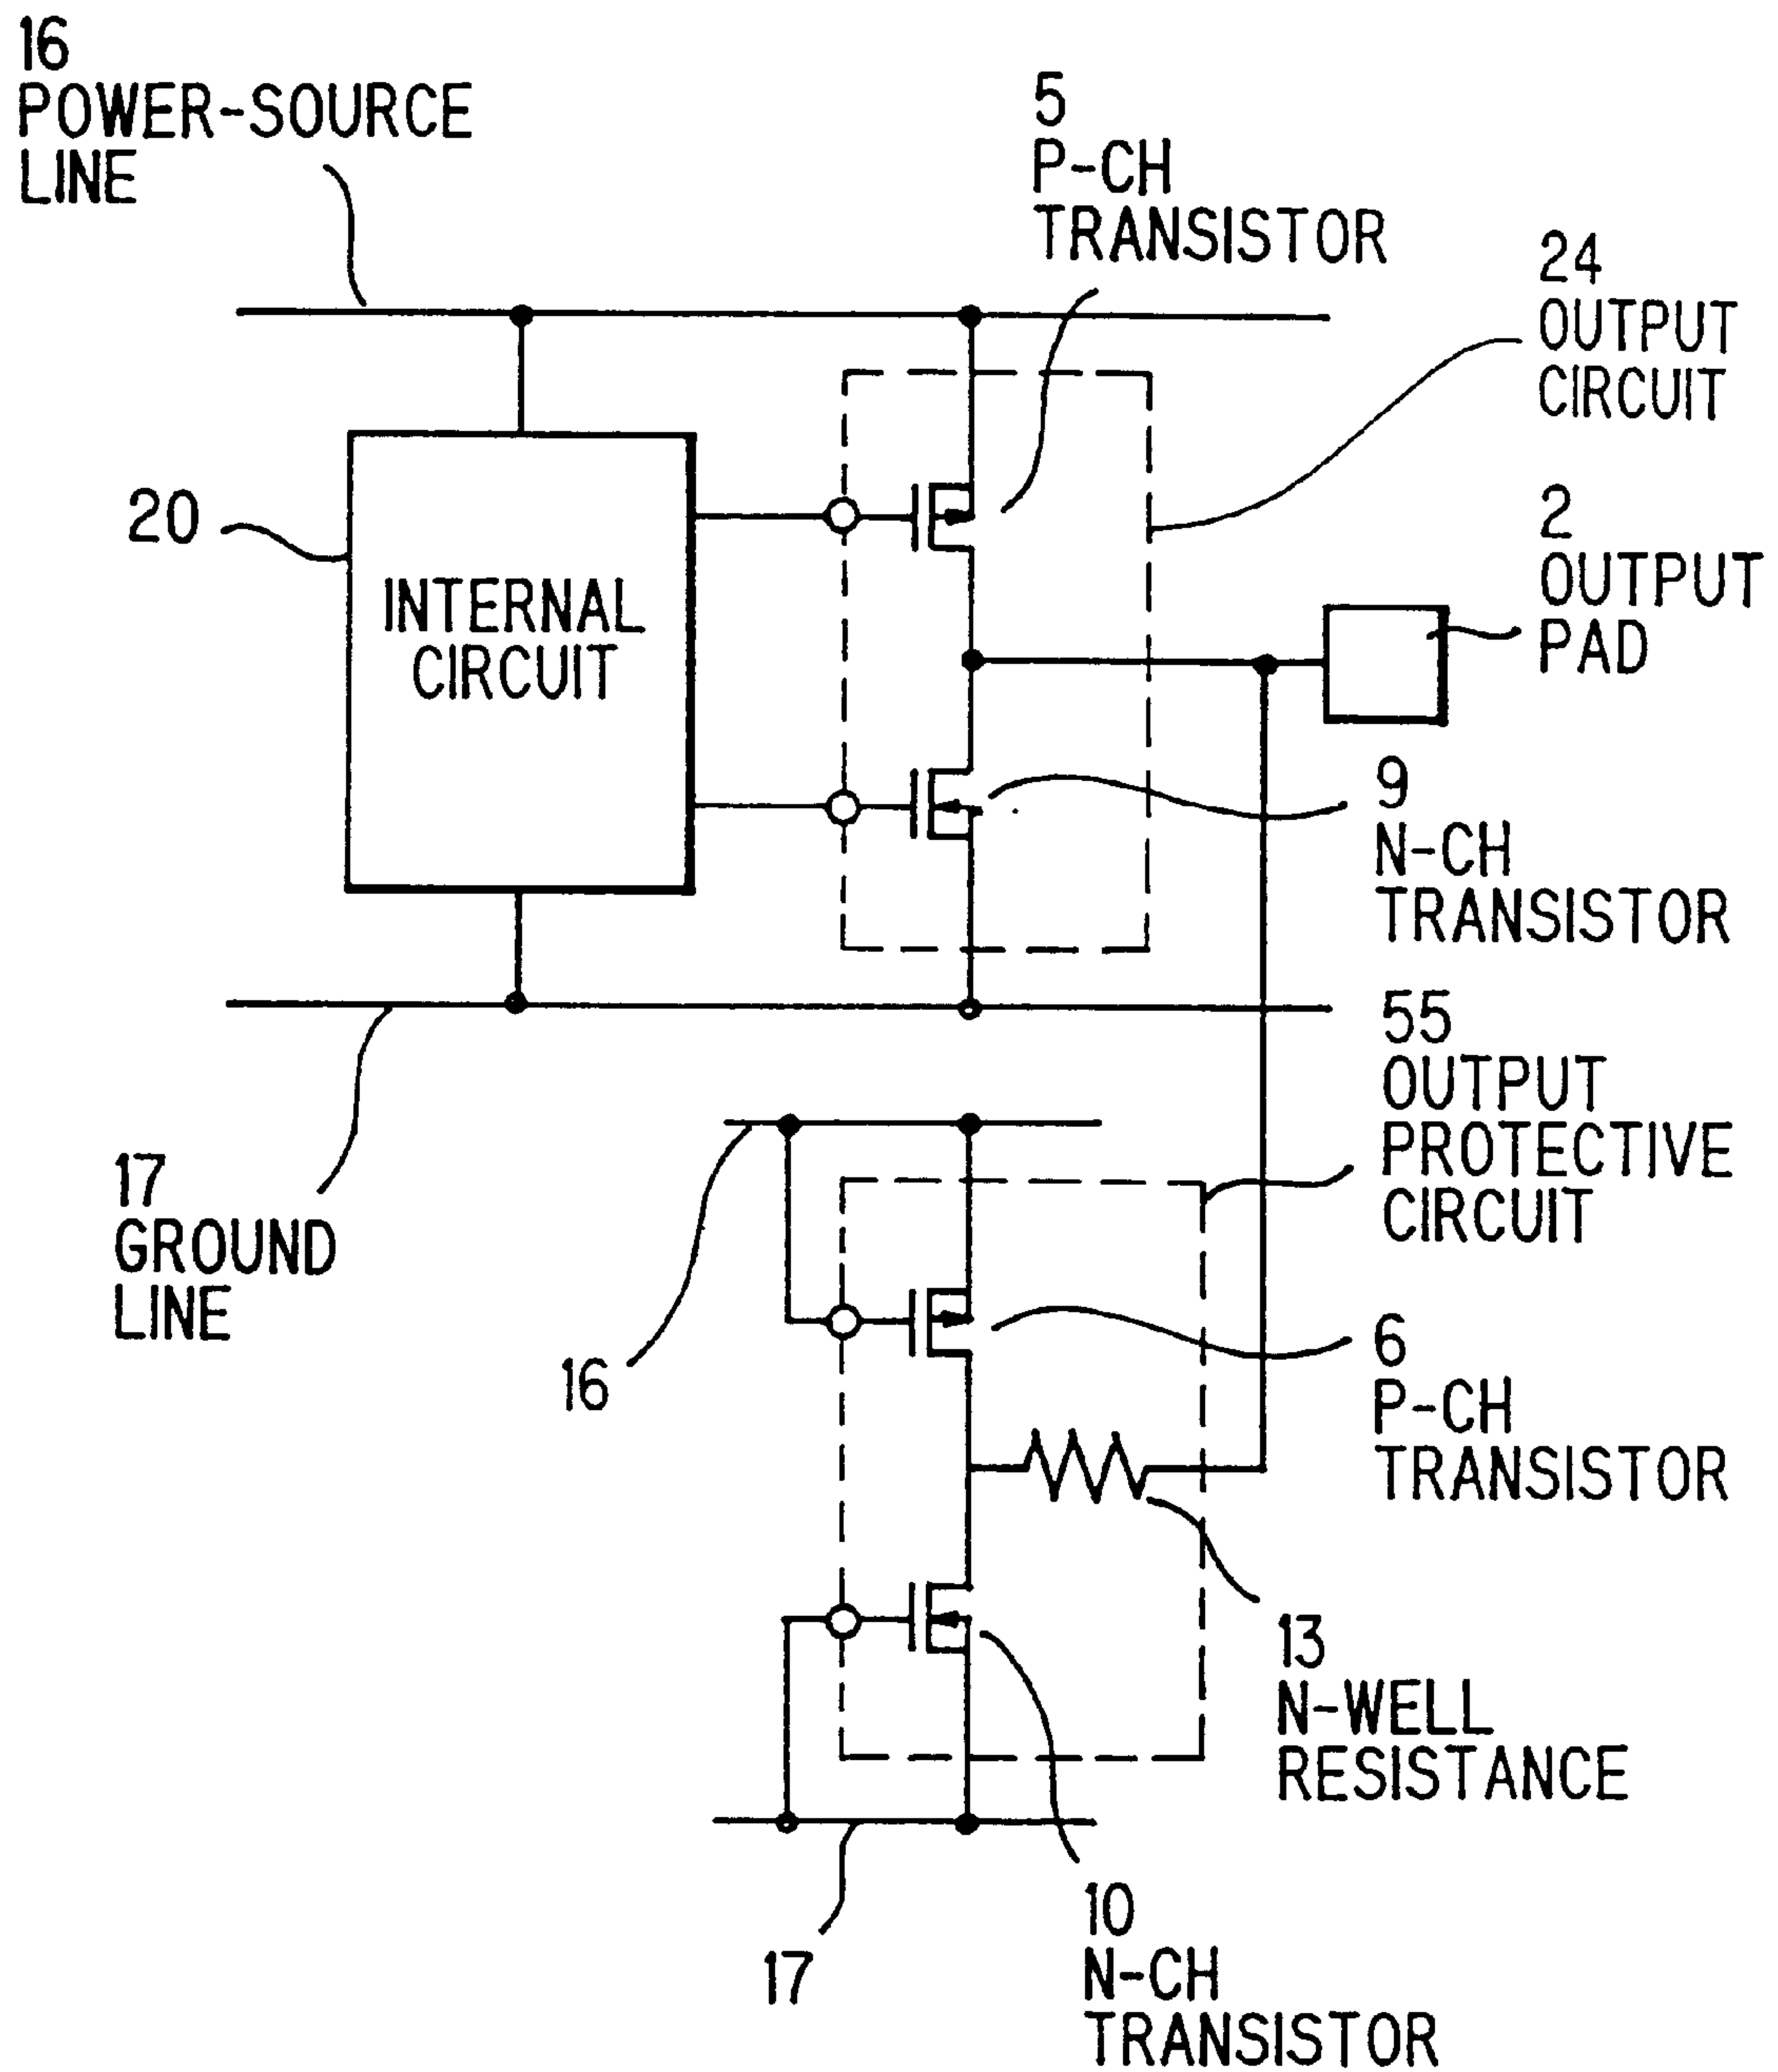 16
POWER-SOURCE
LINE
5
P-CH
TRANSISTOR
24
OUTPUT
CIRCUIT
20
INTERNAL
CIRCUIT
2
OUTPUT
PAD
9
N-CH
TRANSISTOR
17
GROUND
LINE
55
OUTPUT
PROTECTIVE
CIRCUIT
16
6
P-CH
TRANSISTOR
13
N-WELL
RESISTANCE
17
10
N-CH
TRANSISTOR